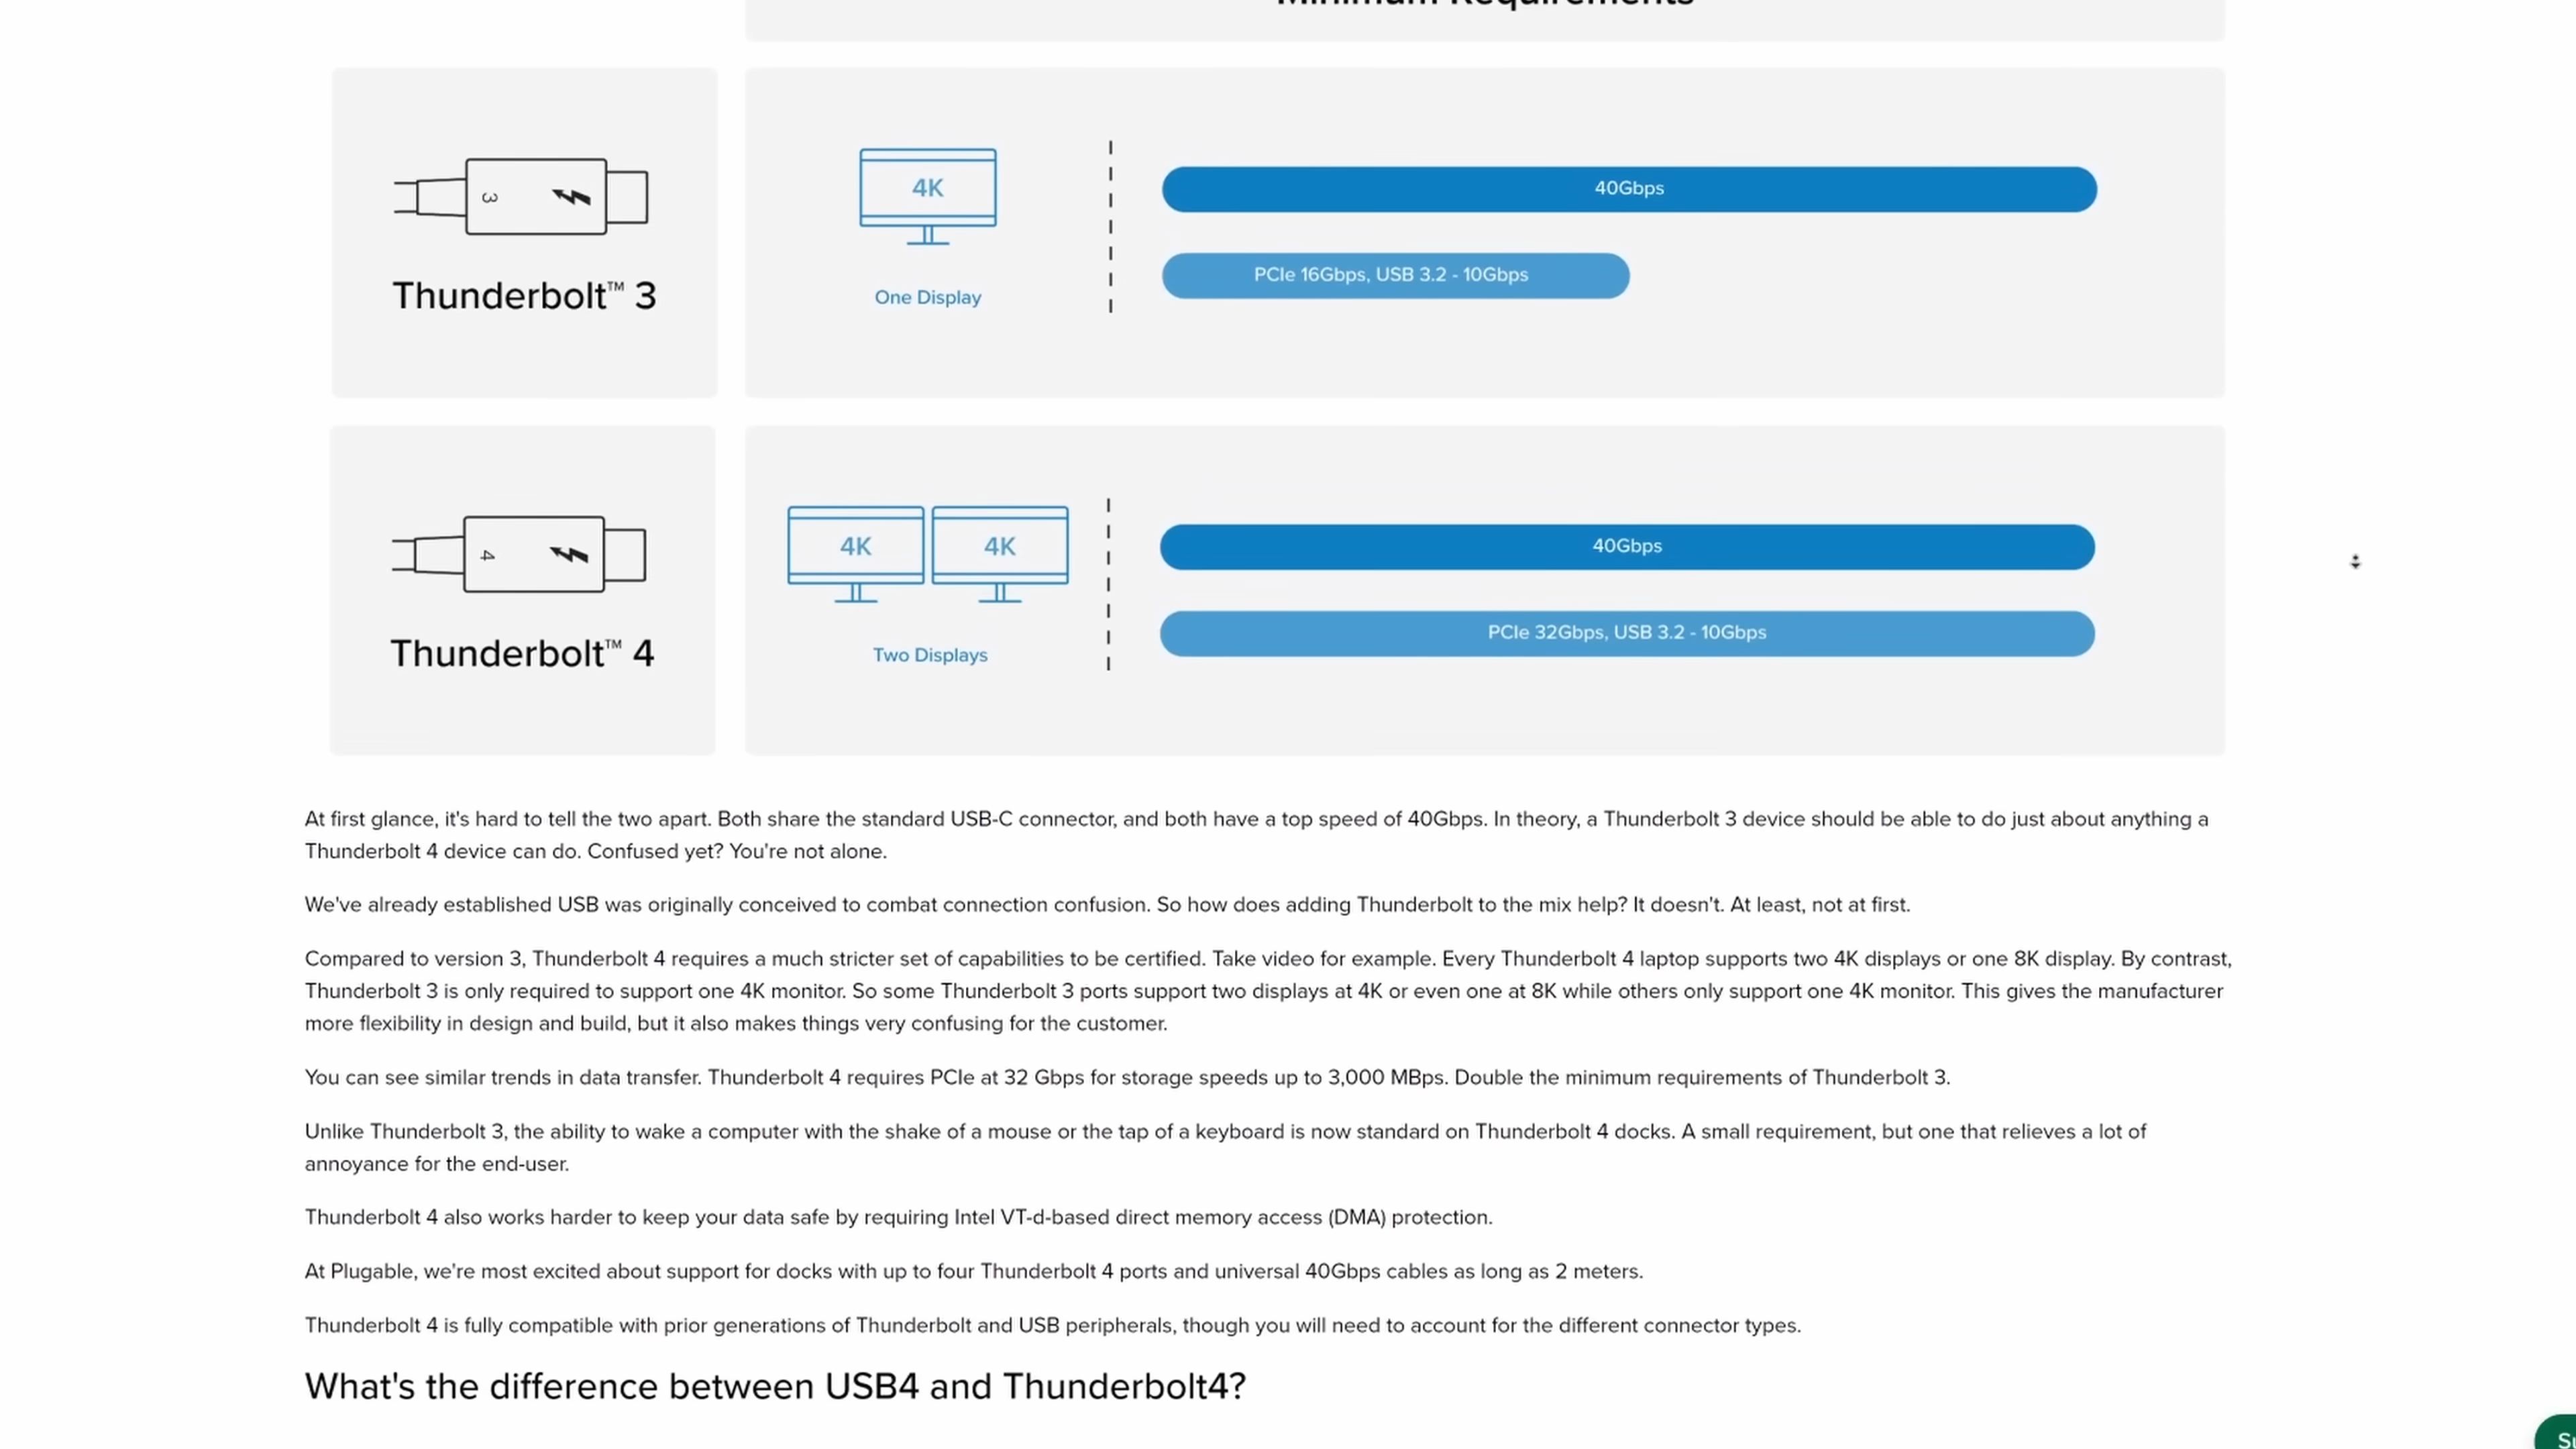 Minimum Requirements
3
Thunderbolt™ 3
4K
One Display
40Gbps
PCIe 16Gbps, USB 3.2 - 10Gbps
4
Thunderbolt™ 4
4K 4K
Two Displays
40Gbps
PCIe 32Gbps, USB 3.2 - 10Gbps
At first glance, it's hard to tell the two apart. Both share the standard USB-C connector, and both have a top speed of 40Gbps. In theory, a Thunderbolt 3 device should be able to do just about anything a
Thunderbolt 4 device can do. Confused yet? You're not alone.
We've already established USB was originally conceived to combat connection confusion. So how does adding Thunderbolt to the mix help? It doesn't. At least, not at first.
Compared to version 3, Thunderbolt 4 requires a much stricter set of capabilities to be certified. Take video for example. Every Thunderbolt 4 laptop supports two 4K displays or one 8K display. By contrast,
Thunderbolt 3 is only required to support one 4K monitor. So some Thunderbolt 3 ports support two displays at 4K or even one at 8K while others only support one 4K monitor. This gives the manufacturer
more flexibility in design and build, but it also makes things very confusing for the customer.
You can see similar trends in data transfer. Thunderbolt 4 requires PCIe at 32 Gbps for storage speeds up to 3,000 MBps. Double the minimum requirements of Thunderbolt 3.
Unlike Thunderbolt 3, the ability to wake a computer with the shake of a mouse or the tap of a keyboard is now standard on Thunderbolt 4 docks. A small requirement, but one that relieves a lot of
annoyance for the end-user.
Thunderbolt 4 also works harder to keep your data safe by requiring Intel VT-d-based direct memory access (DMA) protection.
At Plugable, we're most excited about support for docks with up to four Thunderbolt 4 ports and universal 40Gbps cables as long as 2 meters.
Thunderbolt 4 is fully compatible with prior generations of Thunderbolt and USB peripherals, though you will need to account for the different connector types.
What's the difference between USB4 and Thunderbolt4?